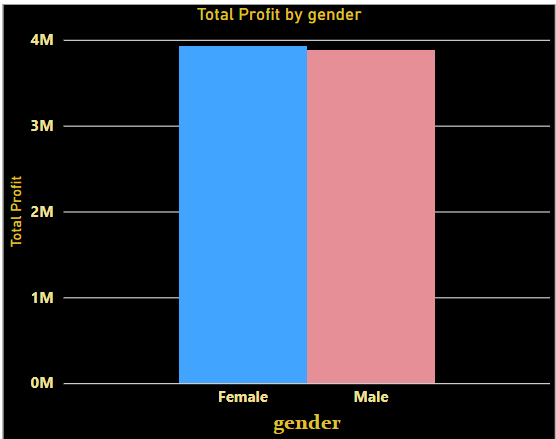 Total Profit by gender
4M
3M
2M
1M
0M
Total Profit
Female Male
gender